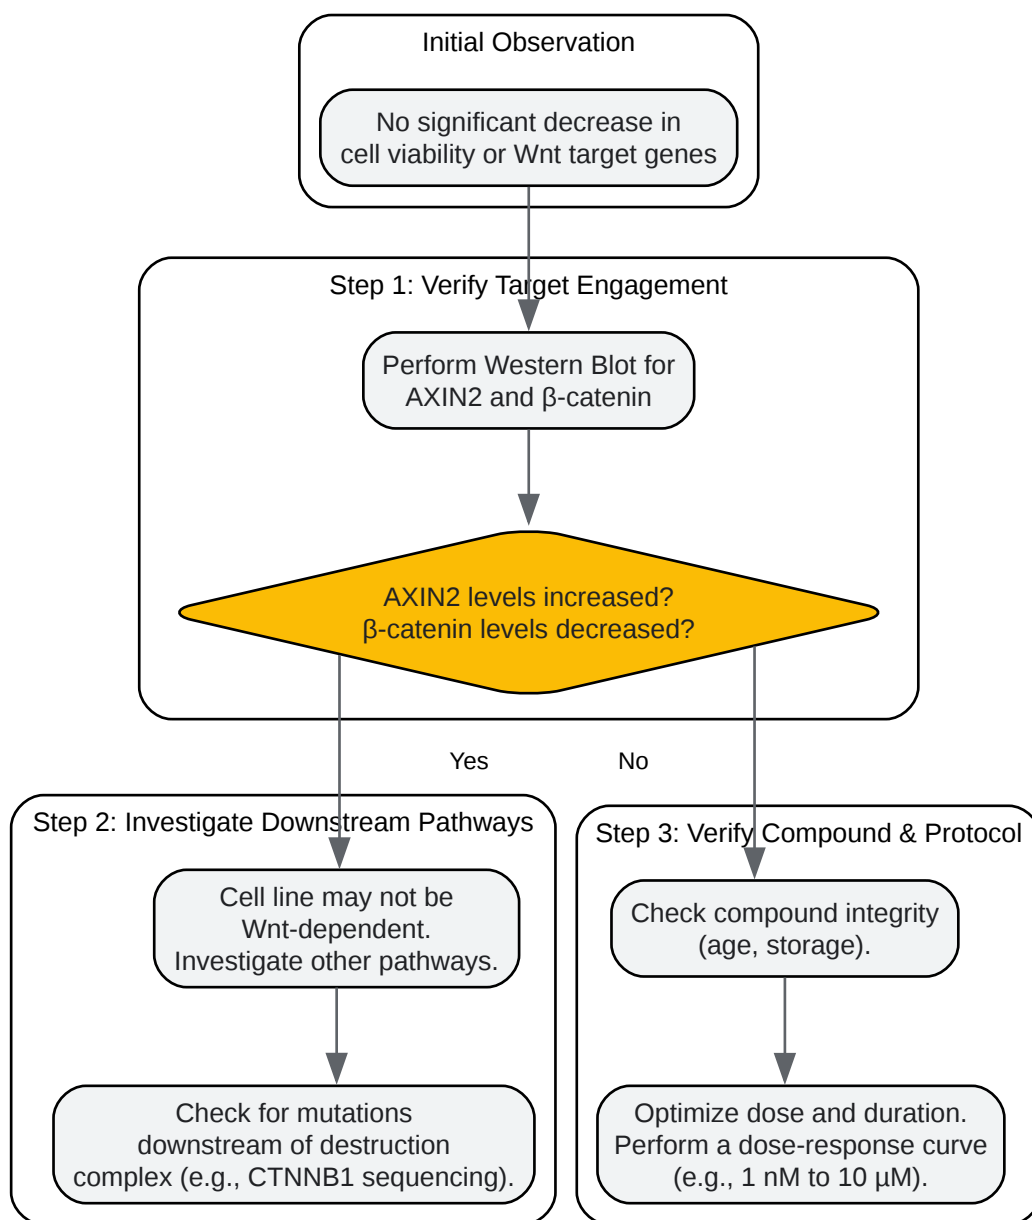 Initial Observation
No significant decrease in
cell viability or Wnt target genes
Step 1: Verify Target Engagement
Perform Western Blot for
AXIN2 and β-catenin
AXIN2 levels increased?
β-catenin levels decreased?
Yes
No
Step 2: Investigate Downstream Pathways
Cell line may not be
Wnt-dependent.
Investigate other pathways.
Check for mutations
downstream of destruction
complex (e.g., CTNNB1 sequencing).
Step 3: Verify Compound & Protocol
Check compound integrity
(age, storage).
Optimize dose and duration.
Perform a dose-response curve
(e.g., 1 nM to 10 µM).